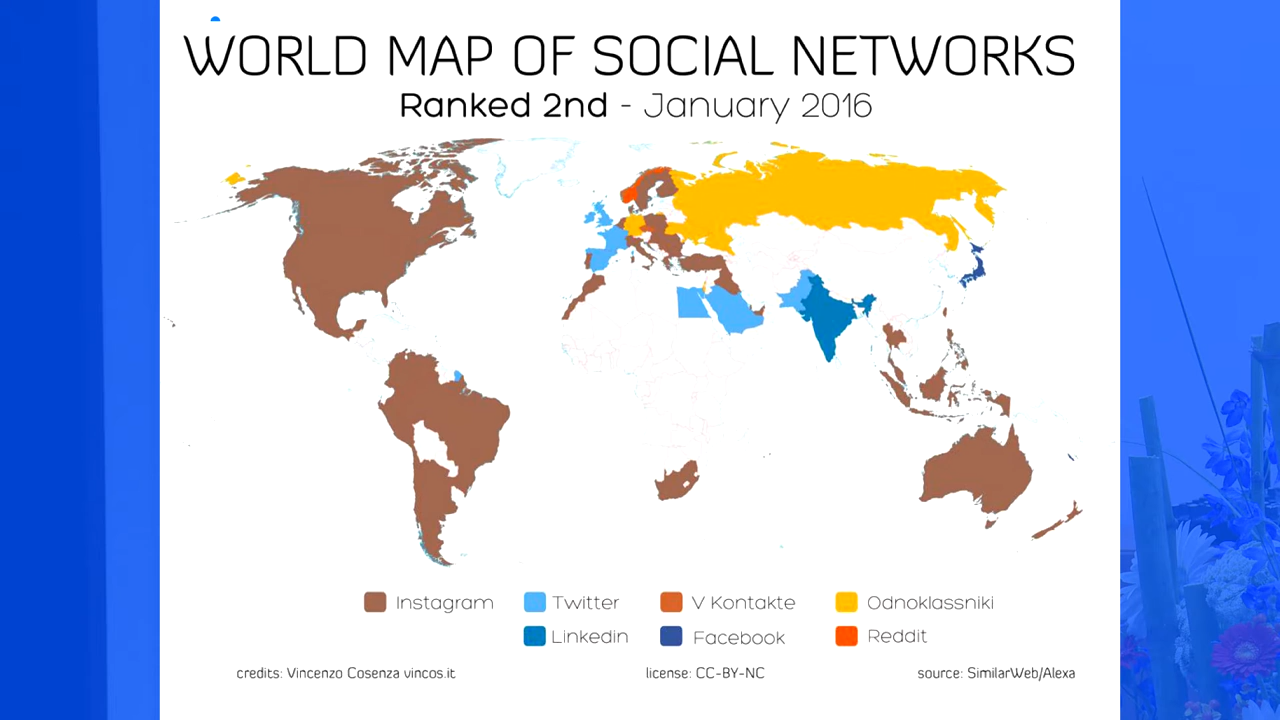 WORLD MAP OF SOCIAL NETWORKS
Ranked 2nd - January 2016
Instagram
Twitter
V Kontakte
Odnoklassniki
Linkedin
Facebook
Reddit
credits: Vincenzo Cosenza vincos.it
license: CC-BY-NC
source: SimilarWeb/Alexa